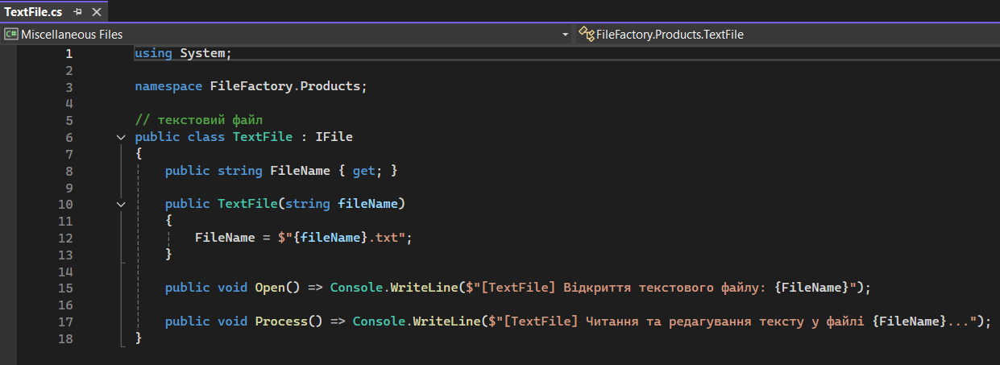 TextFile.cs
Miscellaneous Files
FileFactory.Products.TextFile
1 using System;
2
3 namespace FileFactory.Products;
4
5 // текстовий файл
6 public class TextFile : IFile
7 {
8     public string FileName { get; }
9
10     public TextFile(string fileName)
11     {
12         FileName = $"{fileName}.txt";
13     }
14
15     public void Open() => Console.WriteLine($"[TextFile] Відкриття текстового файлу: {FileName}");
16
17     public void Process() => Console.WriteLine($"[TextFile] Читання та редагування тексту у файлі {FileName}...");
18 }